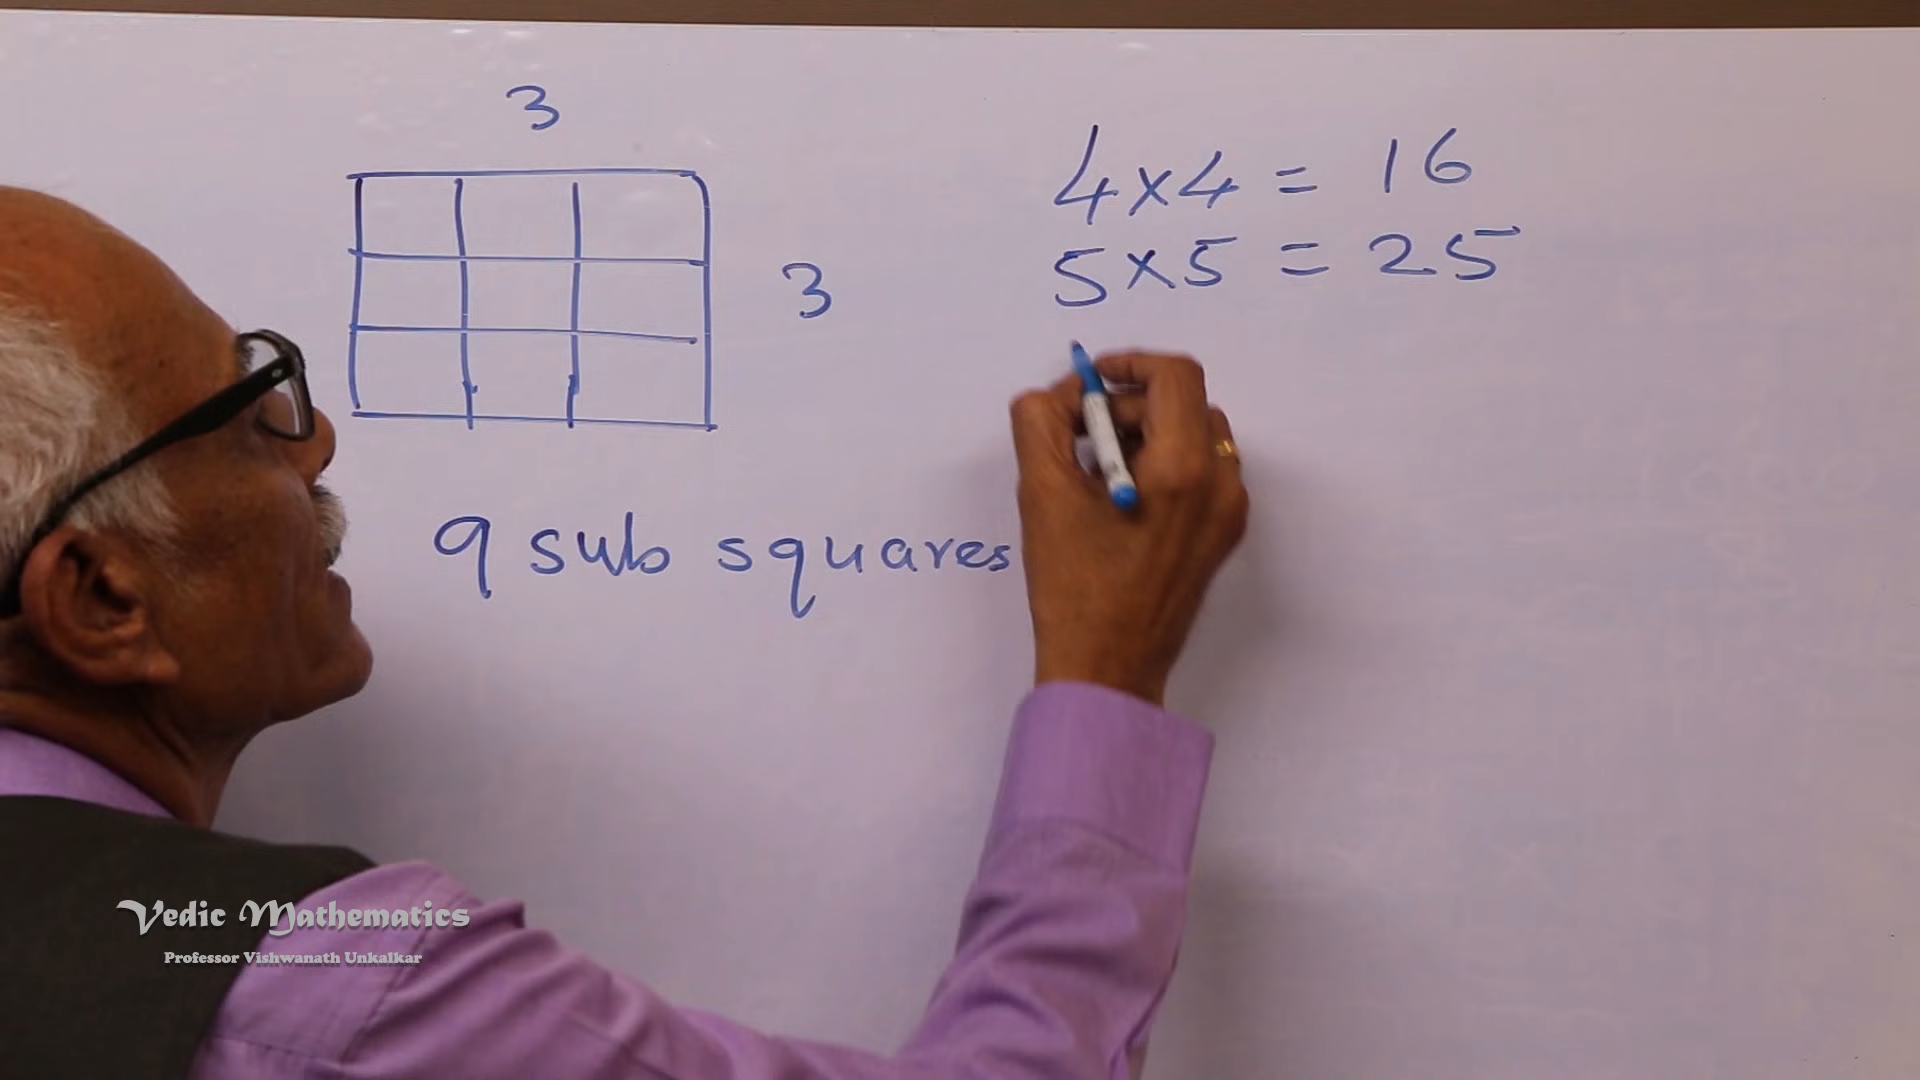 3
3
9 sub squares
4x4 = 16
5x5 = 25
Vedic Mathematics
Professor Vishwanath Unkalkar